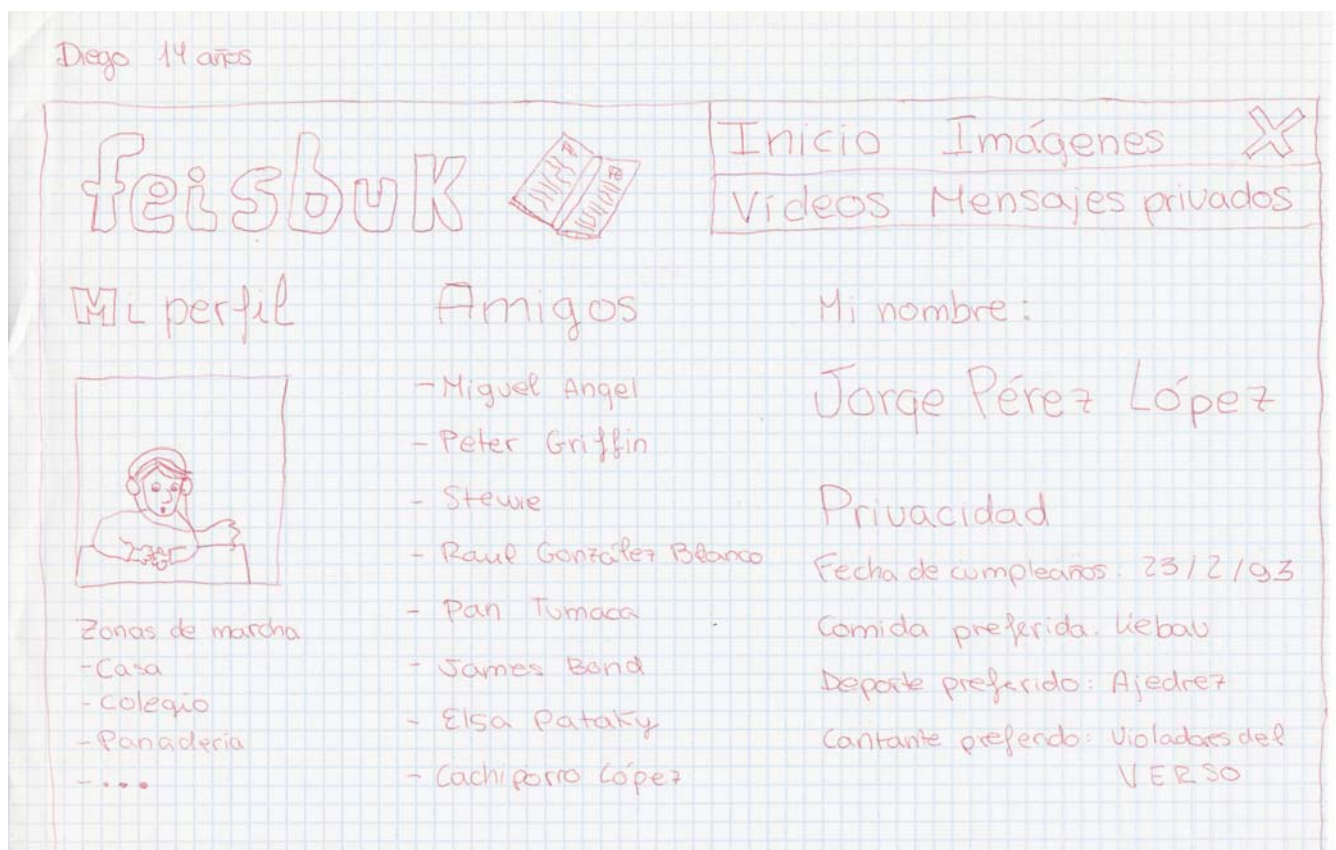 Diego 14 años
feisbuk
Inicio Imágenes X
Vídeos Mensajes privados
Mi perfil
Zonas de marcha
- Casa
- Colegio
- Panadería
- ...
Amigos
- Miguel Angel
- Peter Griffin
- Stewie
- Raul González Blanco
- Pan Tumaca
- James Bond
- Elsa Pataky
- Cachiporro López
Mi nombre:
Jorge Pérez López
Privacidad
Fecha de cumpleaños: 23/2/93
Comida preferida: Kebau
Deporte preferido: Ajedrez
Cantante preferido: Violadores del
VERSO